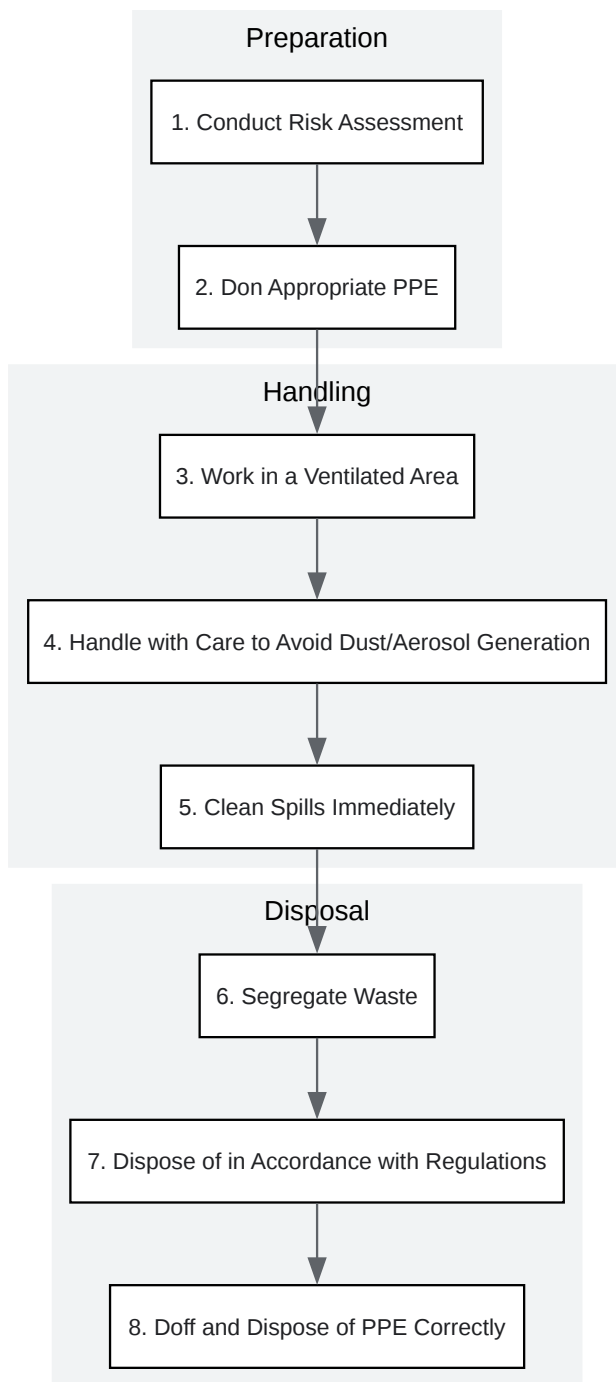 Preparation
1. Conduct Risk Assessment
2. Don Appropriate PPE
Handling
3. Work in a Ventilated Area
4. Handle with Care to Avoid Dust/Aerosol Generation
5. Clean Spills Immediately
Disposal
6. Segregate Waste
7. Dispose of in Accordance with Regulations
8. Doff and Dispose of PPE Correctly